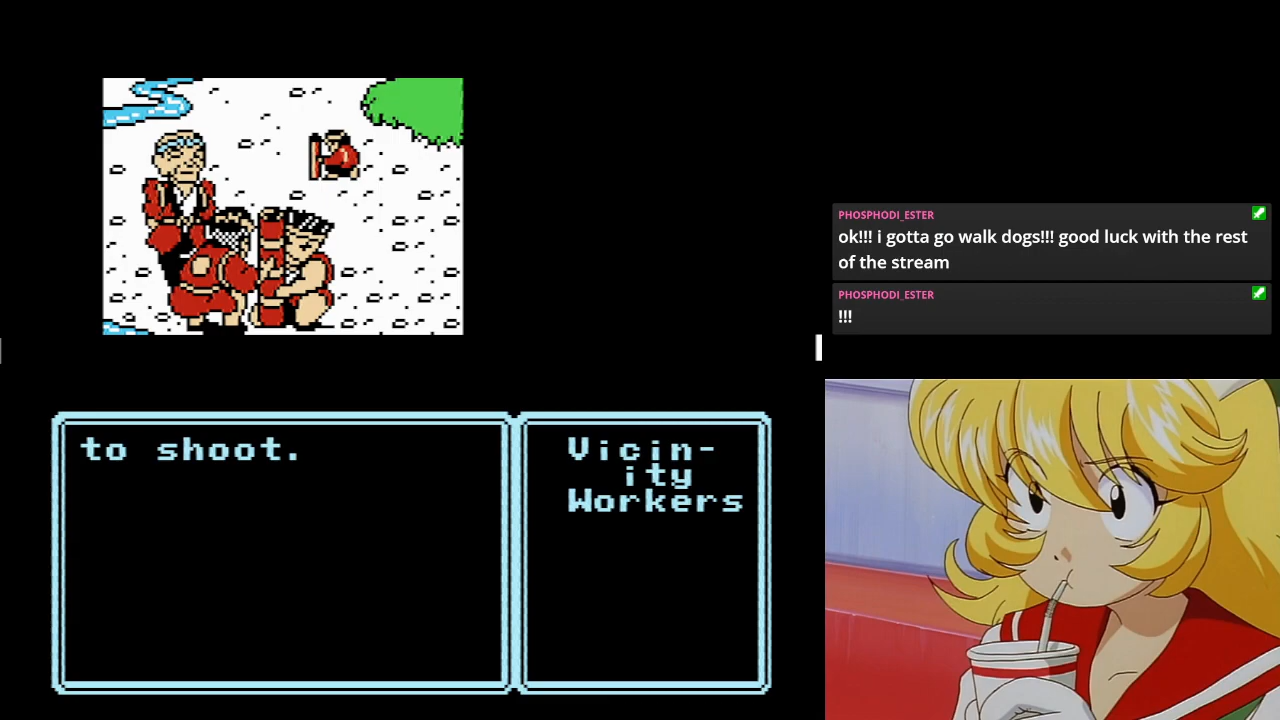 PHOSPHODI_ESTER
ok!!! i gotta go walk dogs!!! good luck with the rest
of the stream
PHOSPHODI_ESTER
!!!
to shoot.
Vicin-
ity
Workers